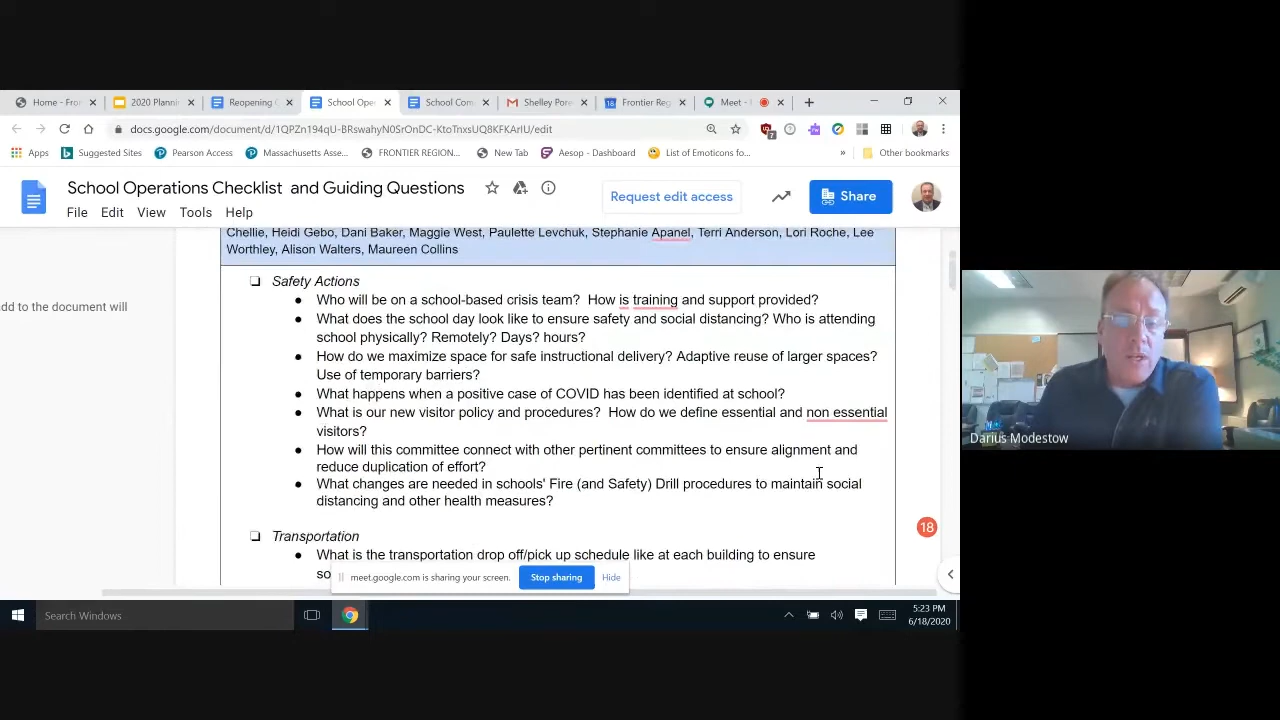 Home - Fron
2020 Plannin
Reopening C
School Oper
School Com
Shelley Pore
Frontier Reg
Meet -
docs.google.com/document/d/1QPZn194qU-BRswahyN0SrOnDC-KtoTnxsUQ8KFKArIU/edit
7
Apps
Suggested Sites
Pearson Access
Massachusetts Asse...
FRONTIER REGION...
New Tab
Aesop - Dashboard
List of Emoticons fo...
»
Other bookmarks
School Operations Checklist and Guiding Questions
Request edit access
Share
File Edit View Tools Help
Chellie, Heidi Gebo, Dani Baker, Maggie West, Paulette Levchuk, Stephanie Apanel, Terri Anderson, Lori Roche, Lee
Worthley, Alison Walters, Maureen Collins
add to the document will
❏ Safety Actions
● Who will be on a school-based crisis team? How is training and support provided?
● What does the school day look like to ensure safety and social distancing? Who is attending
school physically? Remotely? Days? hours?
● How do we maximize space for safe instructional delivery? Adaptive reuse of larger spaces?
Use of temporary barriers?
● What happens when a positive case of COVID has been identified at school?
● What is our new visitor policy and procedures? How do we define essential and non essential
visitors?
● How will this committee connect with other pertinent committees to ensure alignment and
reduce duplication of effort?
● What changes are needed in schools' Fire (and Safety) Drill procedures to maintain social
distancing and other health measures?
18
❏ Transportation
● What is the transportation drop off/pick up schedule like at each building to ensure
so
meet.google.com is sharing your screen.
Stop sharing
Hide
Search Windows
5:23 PM
6/18/2020
Darius Modestow